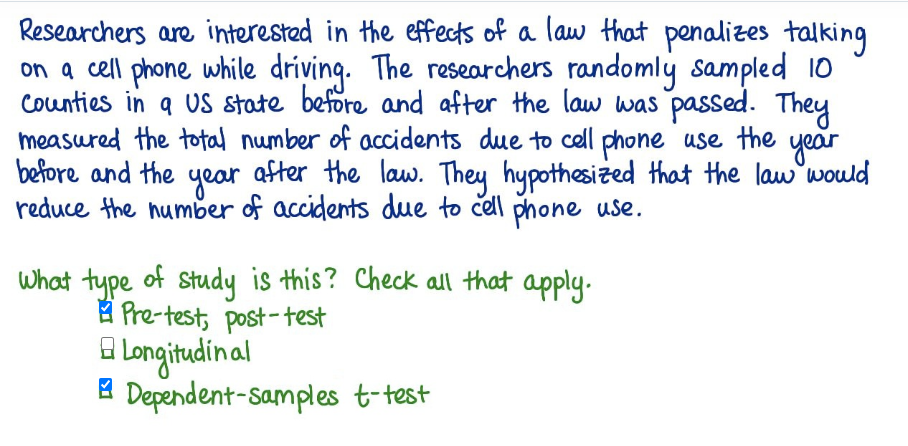 Researchers are interested in the effects of a law that penalizes talking
on a cell phone while driving. The researchers randomly sampled 10
Counties in a US state before and after the law was passed. They
measured the total number of accidents due to cell phone use the year
before and the year after the law. They hypothesized that the law would
reduce the number of accidents due to cell phone use.
What type of study is this? Check all that apply.
Pre-test, post-test
Longitudinal
Dependent-samples t-test